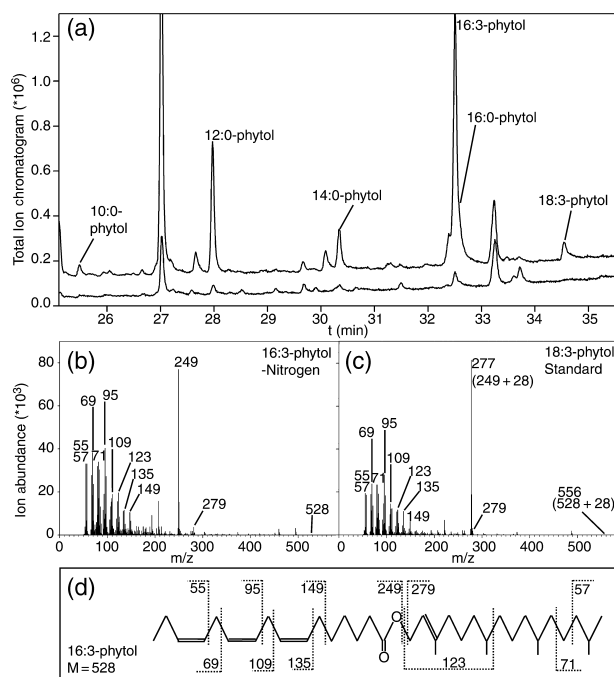 (a)
Total Ion chromatogram (*10⁶)
1.2
1.0
0.8
0.6
0.4
0.2
0.0
10:0-
phytol
12:0-phytol
14:0-phytol
16:3-phytol
16:0-phytol
18:3-phytol
26 27 28 29 30 31 32 33 34 35
t (min)
(b)
16:3-phytol
-Nitrogen
Ion abundance (*10³)
80
60
40
20
0
249
95
69
109
55
57
71
123
135
149
279
528
0 100 200 300 400 500
m/z
(c)
18:3-phytol
Standard
277
(249 + 28)
95
69
109
55
57
71
123
135
149
279
556
(528 + 28)
0 100 200 300 400 500
m/z
(d)
55 95 149 249 279 57
O
O
16:3-phytol
M = 528
69 109 135 123 71